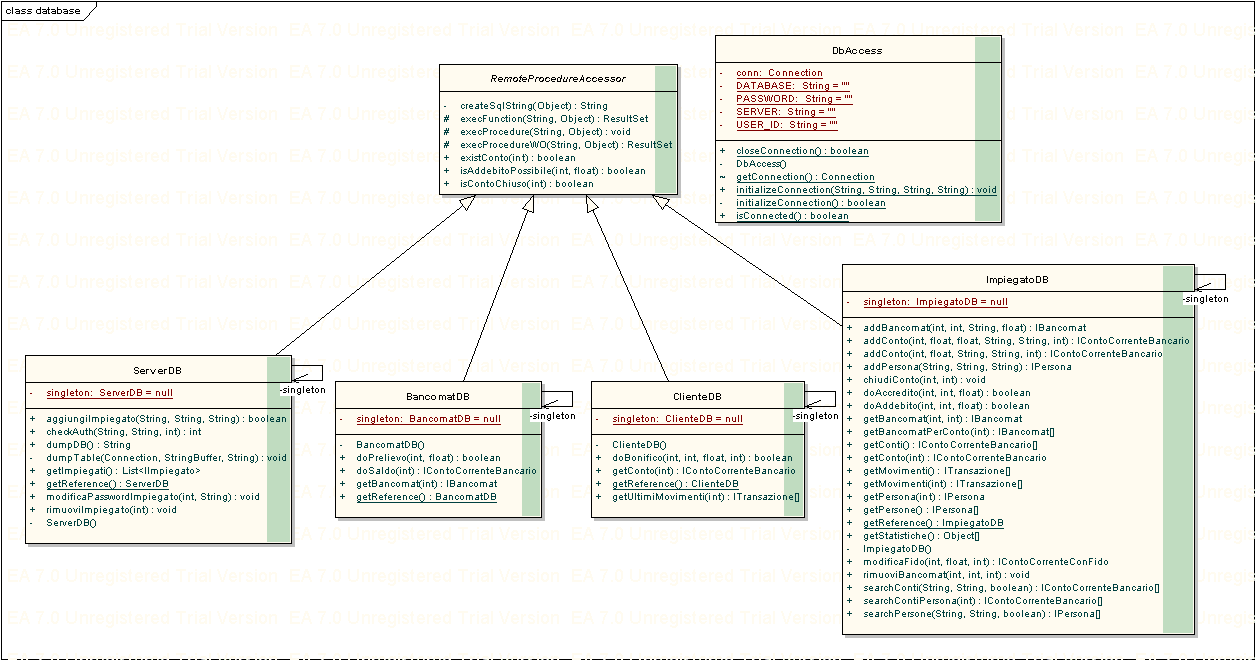 class database
RemoteProcedureAccessor
- createSqlString(Object) : String
# execFunction(String, Object) : ResultSet
# execProcedure(String, Object) : void
# execProcedureWO(String, Object) : ResultSet
+ existConto(int) : boolean
+ isAddebitoPossibile(int, float) : boolean
+ isContoChiuso(int) : boolean
DbAccess
- conn: Connection
- DATABASE: String = ""
- PASSWORD: String = ""
- SERVER: String = ""
- USER_ID: String = ""
+ closeConnection() : boolean
- DbAccess()
~ getConnection() : Connection
+ initializeConnection(String, String, String, String) : void
- initializeConnection() : boolean
+ isConnected() : boolean
ServerDB
- singleton: ServerDB = null
+ aggiungiImpiegato(String, String, String) : boolean
+ checkAuth(String, String, int) : int
+ dumpDB() : String
- dumpTable(Connection, StringBuffer, String) : void
+ getImpiegati() : List<IImpiegato>
+ getReference() : ServerDB
+ modificaPasswordImpiegato(int, String) : void
+ rimuoviImpiegato(int) : void
- ServerDB()
-singleton
BancomatDB
- singleton: BancomatDB = null
- BancomatDB()
+ doPrelievo(int, float) : boolean
+ doSaldo(int) : IContoCorrenteBancario
+ getBancomat(int) : IBancomat
+ getReference() : BancomatDB
-singleton
ClienteDB
- singleton: ClienteDB = null
- ClienteDB()
+ doBonifico(int, int, float, int) : boolean
+ getConto(int) : IContoCorrenteBancario
+ getReference() : ClienteDB
+ getUltimiMovimenti(int) : ITransazione[]
-singleton
ImpiegatoDB
- singleton: ImpiegatoDB = null
+ addBancomat(int, int, String, float) : IBancomat
+ addConto(int, float, float, String, String, int) : IContoCorrenteBancario
+ addConto(int, float, String, String, int) : IContoCorrenteBancario
+ addPersona(String, String, String) : IPersona
+ chiudiConto(int, int) : void
+ doAccredito(int, int, float) : boolean
+ doAddebito(int, int, float) : boolean
+ getBancomat(int, int) : IBancomat
+ getBancomatPerConto(int, int) : IBancomat[]
+ getConti() : IContoCorrenteBancario[]
+ getConto(int, int) : IContoCorrenteBancario
+ getMovimenti() : ITransazione[]
+ getMovimenti(int, int) : ITransazione[]
+ getPersona(int, int) : IPersona
+ getPersone() : IPersona[]
+ getReference() : ImpiegatoDB
+ getStatistiche() : Object[]
- ImpiegatoDB()
+ modificaFido(int, float, int) : IContoCorrenteConFido
+ rimuoviBancomat(int, int, int) : void
+ searchConti(String, String, boolean) : IContoCorrenteBancario[]
+ searchContiPersona(int) : IContoCorrenteBancario[]
+ searchPersone(String, String, boolean) : IPersona[]
-singleton